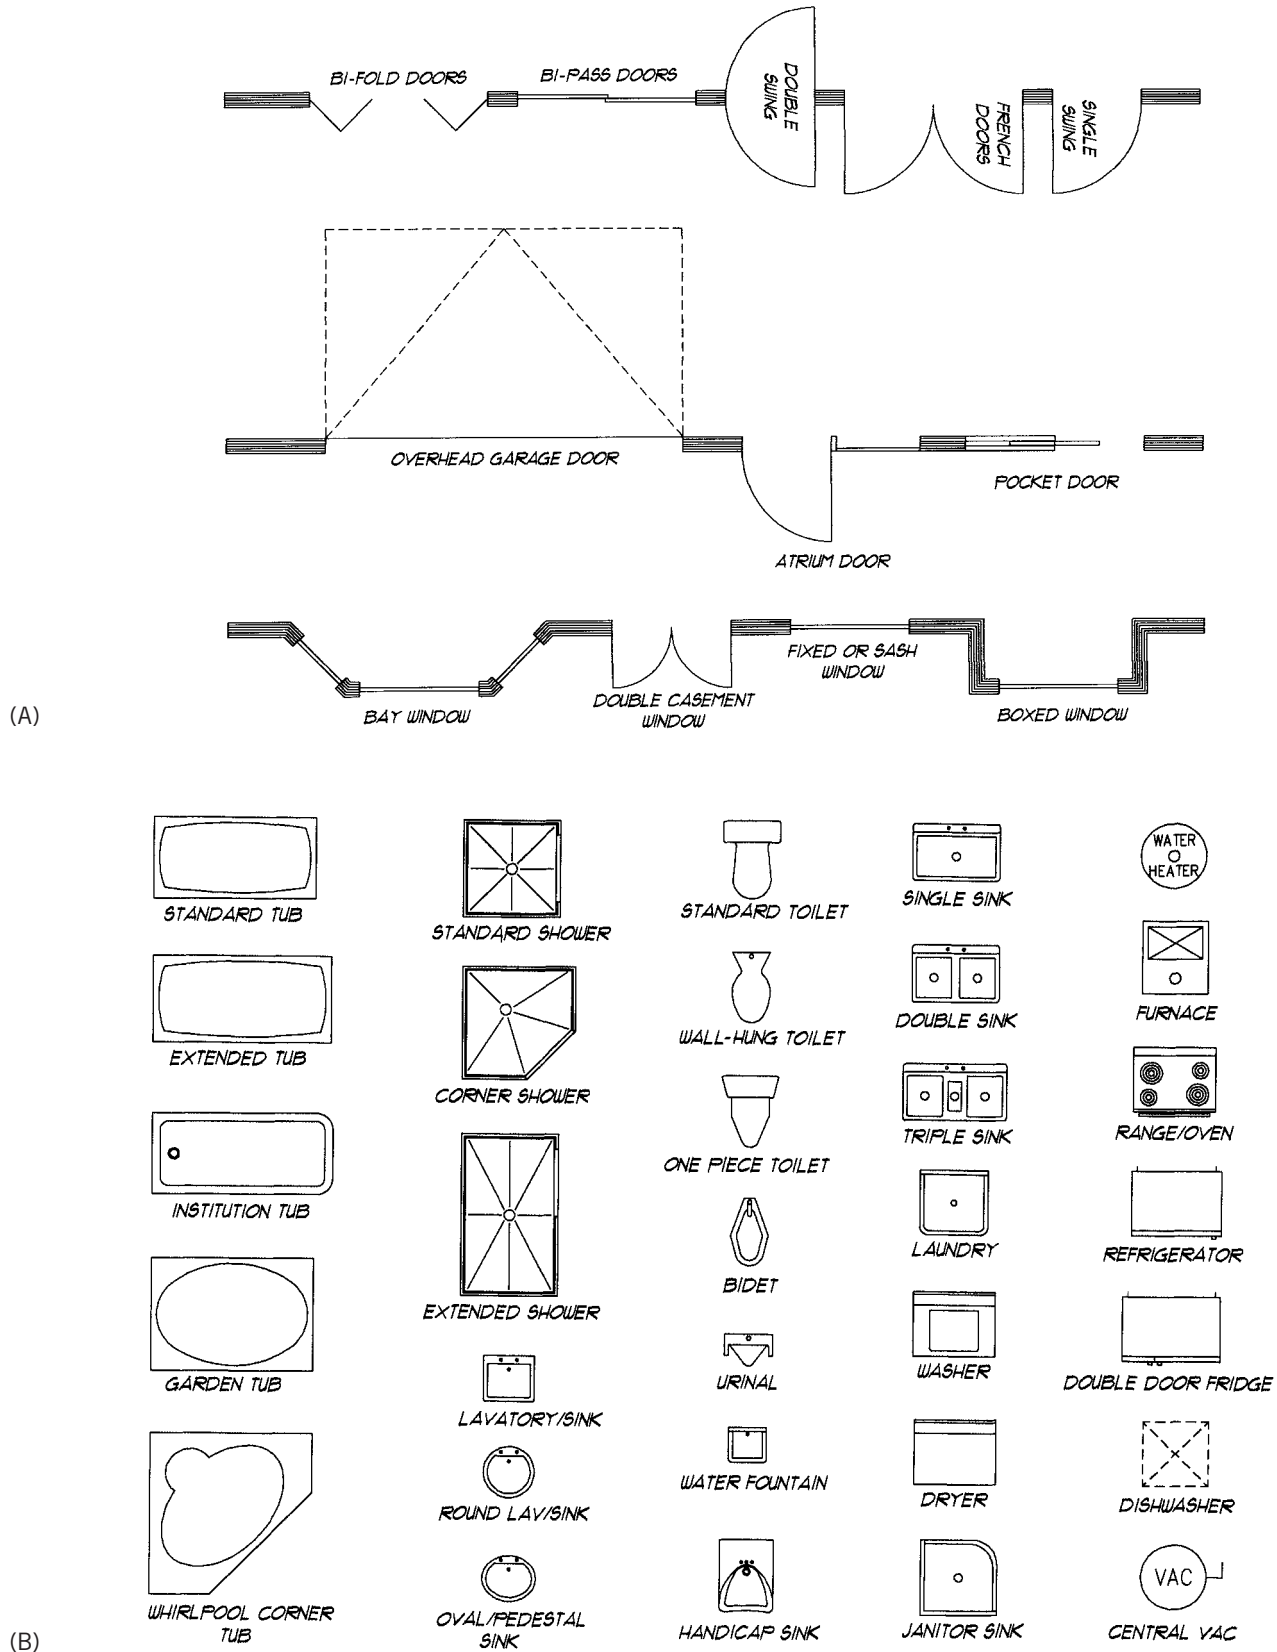 BI-FOLD DOORS
BI-PASS DOORS
DOUBLE
SWING
FRENCH
DOORS
SINGLE
SWING
OVERHEAD GARAGE DOOR
POCKET DOOR
ATRIUM DOOR
(A)
BAY WINDOW
DOUBLE CASEMENT
WINDOW
FIXED OR SASH
WINDOW
BOXED WINDOW
STANDARD TUB
EXTENDED TUB
INSTITUTION TUB
GARDEN TUB
WHIRLPOOL CORNER
TUB
STANDARD SHOWER
CORNER SHOWER
EXTENDED SHOWER
LAVATORY/SINK
ROUND LAV/SINK
OVAL/PEDESTAL
SINK
STANDARD TOILET
WALL-HUNG TOILET
ONE PIECE TOILET
BIDET
URINAL
WATER FOUNTAIN
HANDICAP SINK
SINGLE SINK
DOUBLE SINK
TRIPLE SINK
LAUNDRY
WASHER
DRYER
JANITOR SINK
WATER
HEATER
FURNACE
RANGE/OVEN
REFRIGERATOR
DOUBLE DOOR FRIDGE
DISHWASHER
VAC
CENTRAL VAC
(B)